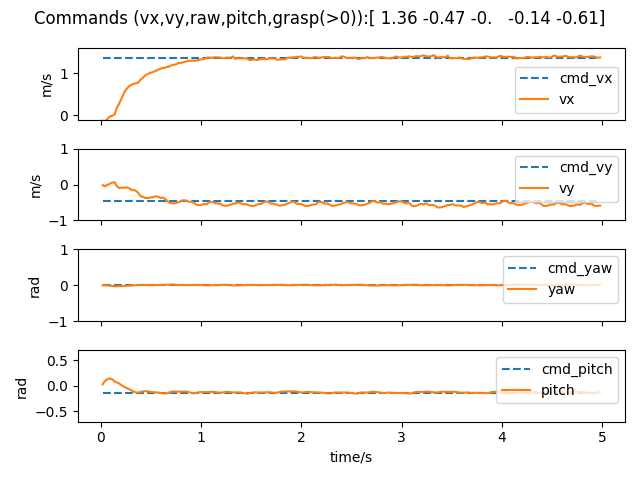 Commands (vx,vy,raw,pitch,grasp(>0)):[ 1.36 -0.47 -0.   -0.14 -0.61]
m/s
1
0
cmd_vx
vx
m/s
1
0
−1
cmd_vy
vy
rad
1
0
−1
cmd_yaw
yaw
rad
0.5
0.0
−0.5
cmd_pitch
pitch
0 1 2 3 4 5
time/s